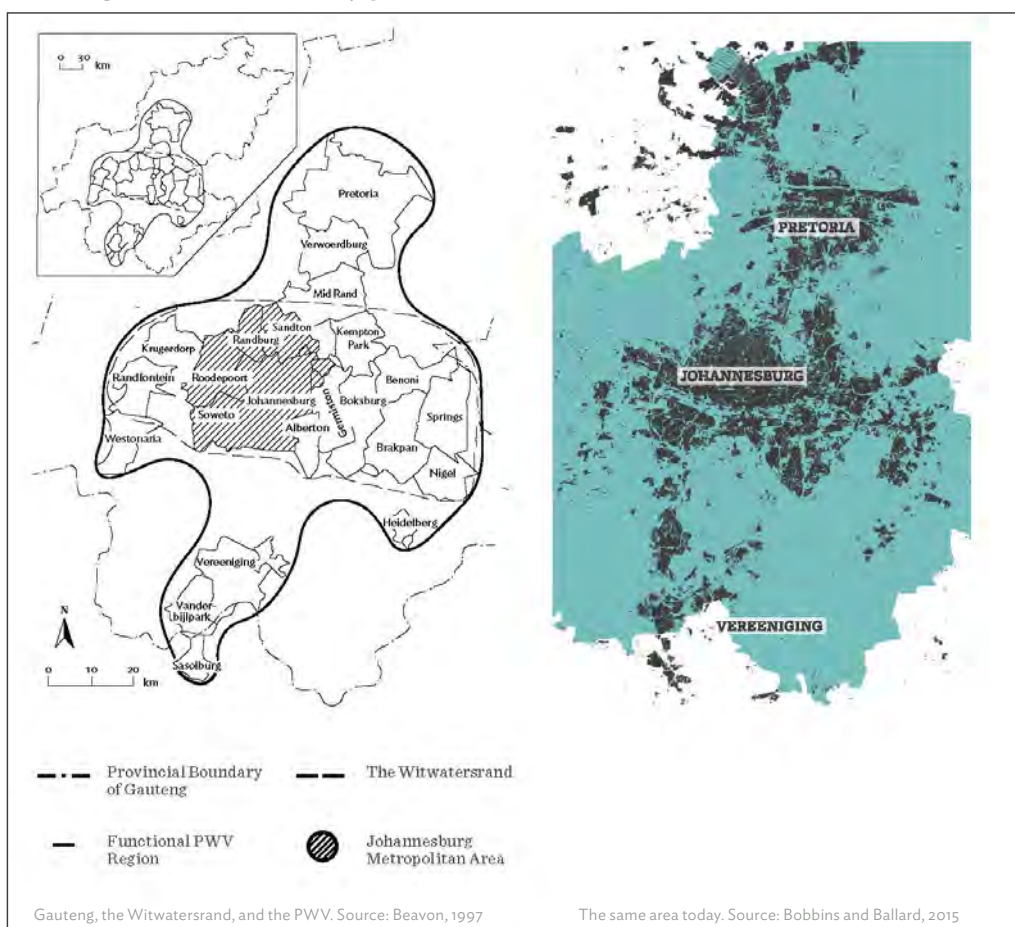 0 30
km
Pretoria
Verwoerdburg
Mid Rand
Sandton
Randburg
Kempton
Park
Krugerdorp
Randfontein
Roodepoort
Benoni
Johannesburg
Germiston
Boksburg
Springs
Soweto
Alberton
Westonaria
Brakpan
Nigel
Heidelberg
Vereeniging
Vander-
bijlpark
Sasolburg
N
0 10 20
km
PRETORIA
JOHANNESBURG
VEREENIGING
Provincial Boundary
of Gauteng
The Witwatersrand
Functional PWV
Region
Johannesburg
Metropolitan Area
Gauteng, the Witwatersrand, and the PWV. Source: Beavon, 1997
The same area today. Source: Bobbins and Ballard, 2015